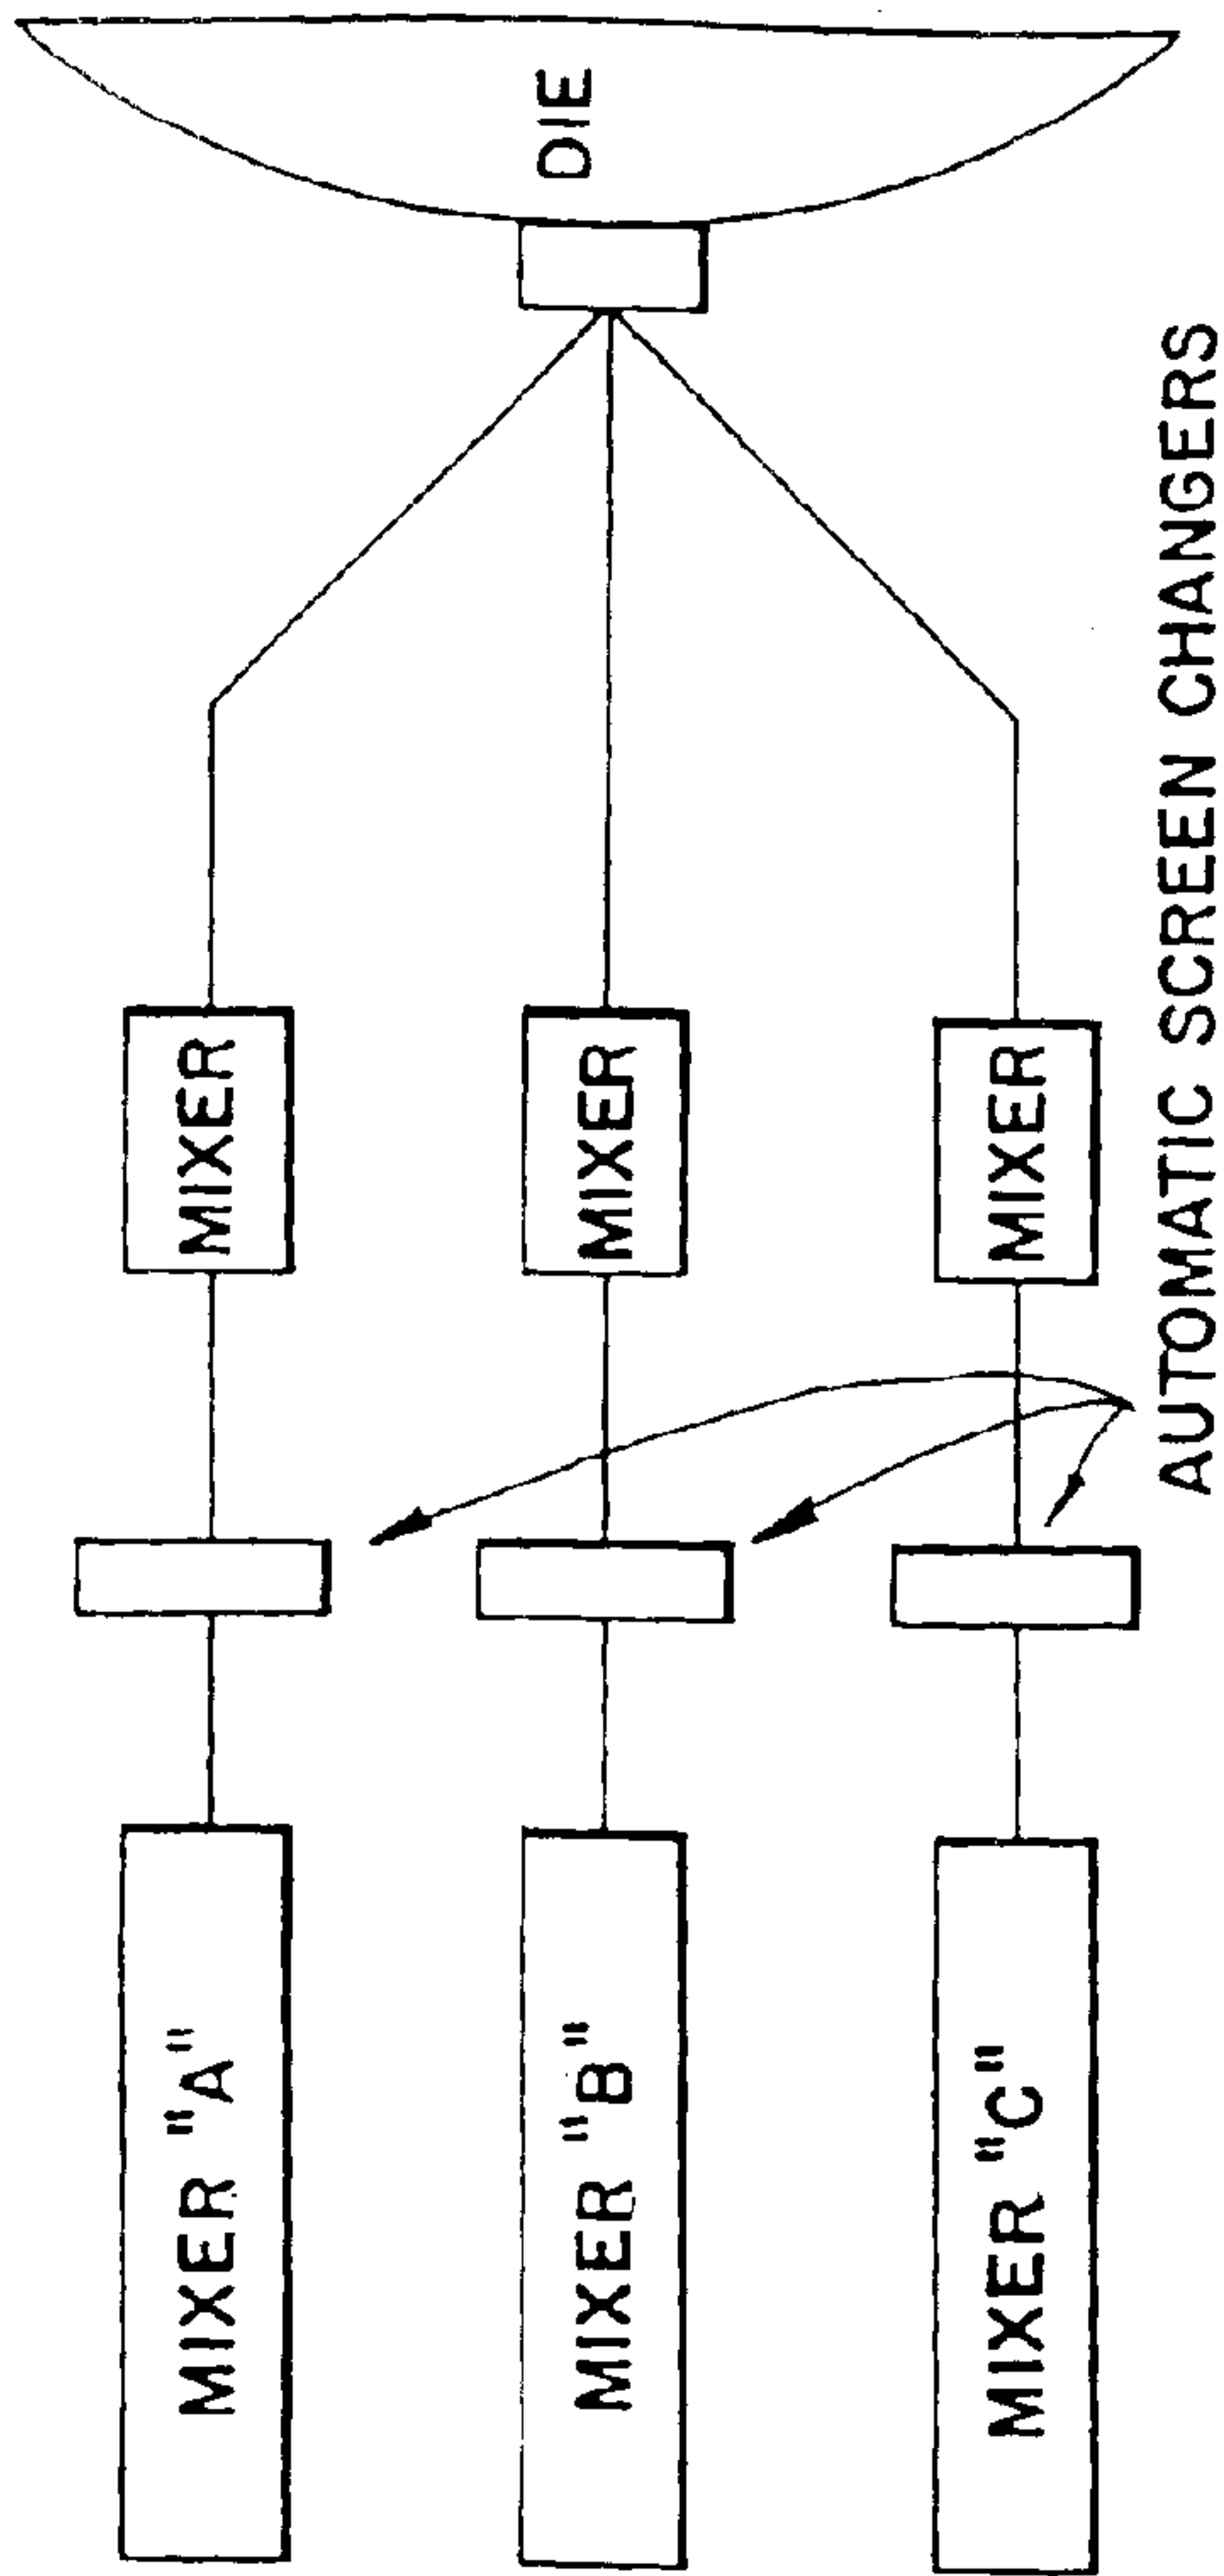 DIE
MIXER
MIXER
MIXER
AUTOMATIC SCREEN CHANGERS
MIXER "A"
MIXER "B"
MIXER "C"